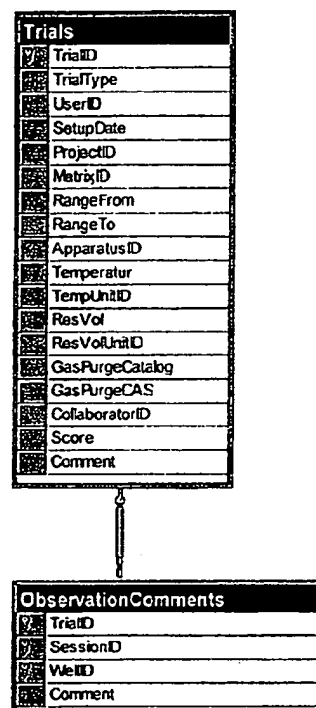 Trials
TrialID
TrialType
UserID
SetupDate
ProjectID
MatrixID
RangeFrom
RangeTo
ApparatusID
Temperatur
TempUnitID
ResVol
ResVolUnitID
GasPurgeCatalog
GasPurgeCAS
CollaboratorID
Score
Comment
ObservationComments
TrialID
SessionID
WellID
Comment